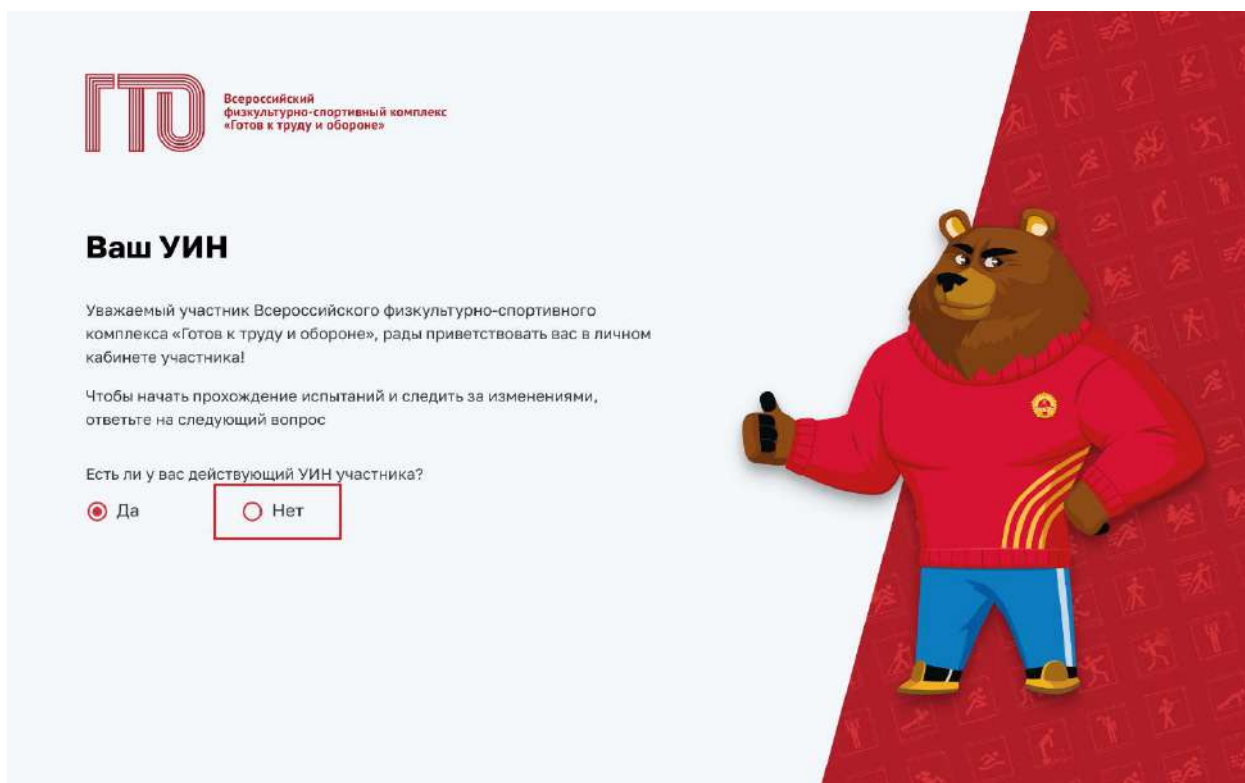 ГТО
Всероссийский
физкультурно-спортивный комплекс
«Готов к труду и обороне»
Ваш УИН
Уважаемый участник Всероссийского физкультурно-спортивного
комплекса «Готов к труду и обороне», рады приветствовать вас в личном
кабинете участника!
Чтобы начать прохождение испытаний и следить за изменениями,
ответьте на следующий вопрос
Есть ли у вас действующий УИН участника?
Да Нет